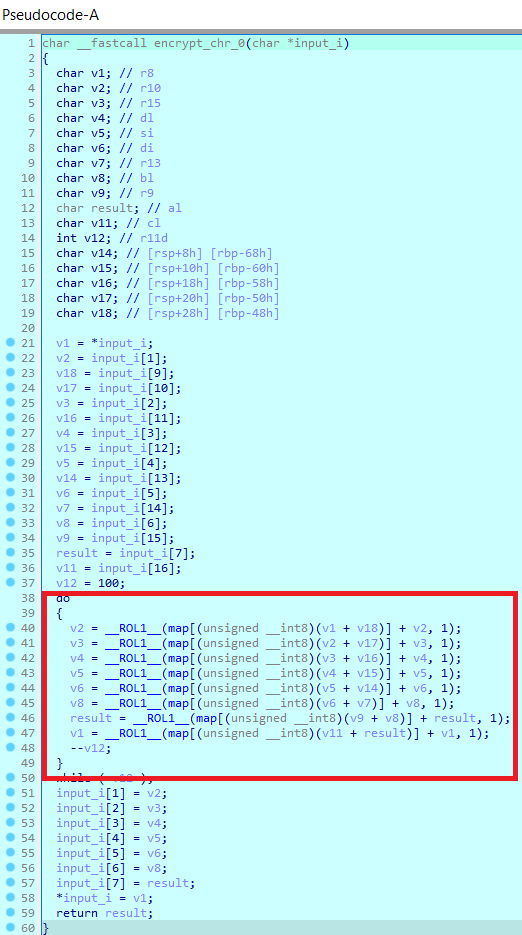 Pseudocode-A
1 char __fastcall encrypt_chr_0(char *input_i)
2 {
3 char v1; // r8
4 char v2; // r10
5 char v3; // r15
6 char v4; // dl
7 char v5; // si
8 char v6; // di
9 char v7; // r13
10 char v8; // bl
11 char v9; // r9
12 char result; // al
13 char v11; // cl
14 int v12; // r11d
15 char v14; // [rsp+8h] [rbp-68h]
16 char v15; // [rsp+10h] [rbp-60h]
17 char v16; // [rsp+18h] [rbp-58h]
18 char v17; // [rsp+20h] [rbp-50h]
19 char v18; // [rsp+28h] [rbp-48h]
20
21 v1 = *input_i;
22 v2 = input_i[1];
23 v18 = input_i[9];
24 v17 = input_i[10];
25 v3 = input_i[2];
26 v16 = input_i[11];
27 v4 = input_i[3];
28 v15 = input_i[12];
29 v5 = input_i[4];
30 v14 = input_i[13];
31 v6 = input_i[5];
32 v7 = input_i[14];
33 v8 = input_i[6];
34 v9 = input_i[15];
35 result = input_i[7];
36 v11 = input_i[16];
37 v12 = 100;
38 do
39 {
40 v2 = __ROL1__(map[(unsigned __int8)(v1 + v18)] + v2, 1);
41 v3 = __ROL1__(map[(unsigned __int8)(v2 + v17)] + v3, 1);
42 v4 = __ROL1__(map[(unsigned __int8)(v3 + v16)] + v4, 1);
43 v5 = __ROL1__(map[(unsigned __int8)(v4 + v15)] + v5, 1);
44 v6 = __ROL1__(map[(unsigned __int8)(v5 + v14)] + v6, 1);
45 v8 = __ROL1__(map[(unsigned __int8)(v6 + v7)] + v8, 1);
46 result = __ROL1__(map[(unsigned __int8)(v9 + v8)] + result, 1);
47 v1 = __ROL1__(map[(unsigned __int8)(v11 + result)] + v1, 1);
48 --v12;
49 }
50 while ( );
51 input_i[1] = v2;
52 input_i[2] = v3;
53 input_i[3] = v4;
54 input_i[4] = v5;
55 input_i[5] = v6;
56 input_i[6] = v8;
57 input_i[7] = result;
58 *input_i = v1;
59 return result;
60 }